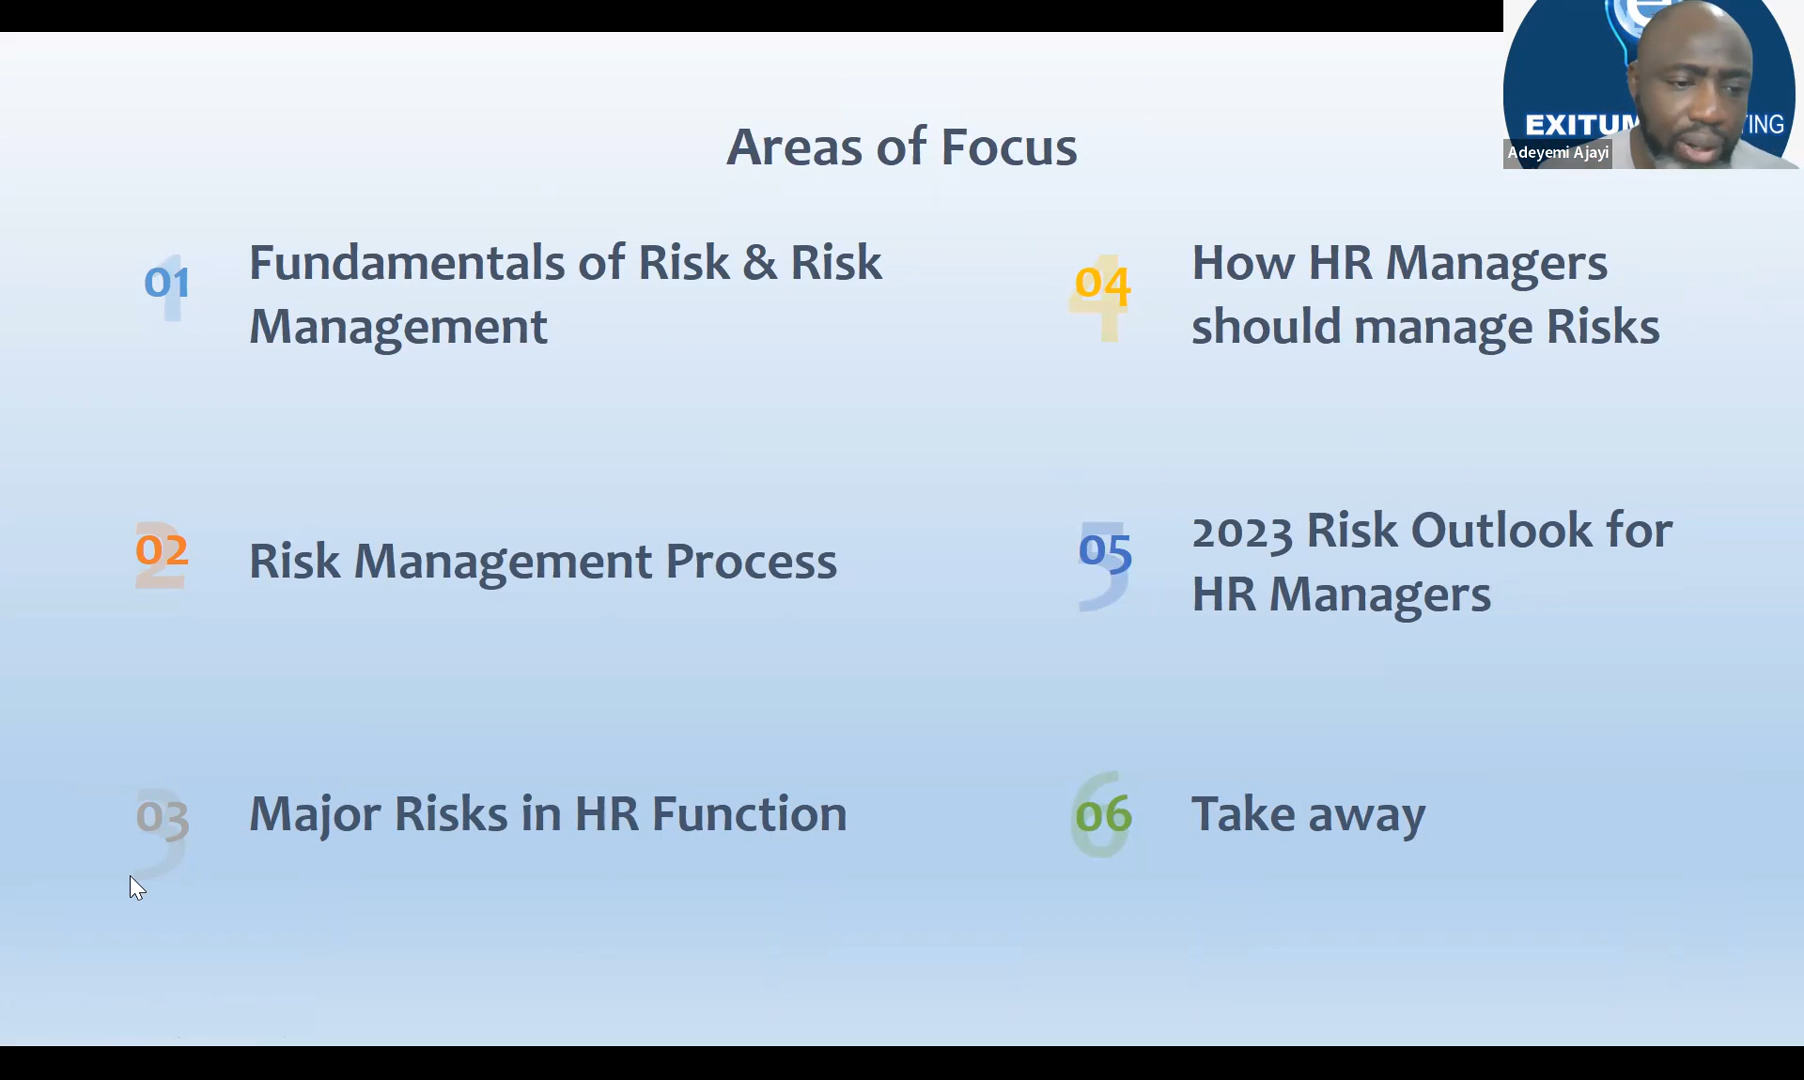 Areas of Focus
01
Fundamentals of Risk & Risk
Management
02
Risk Management Process
03
Major Risks in HR Function
04
How HR Managers
should manage Risks
05
2023 Risk Outlook for
HR Managers
06
Take away
Adeyemi Ajayi